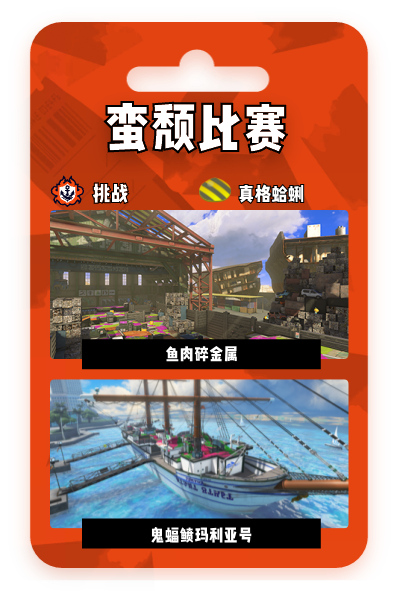 蛮颓比赛
挑战 真格蛤蜊
鱼肉碎金属
鬼蝠鲼玛利亚号